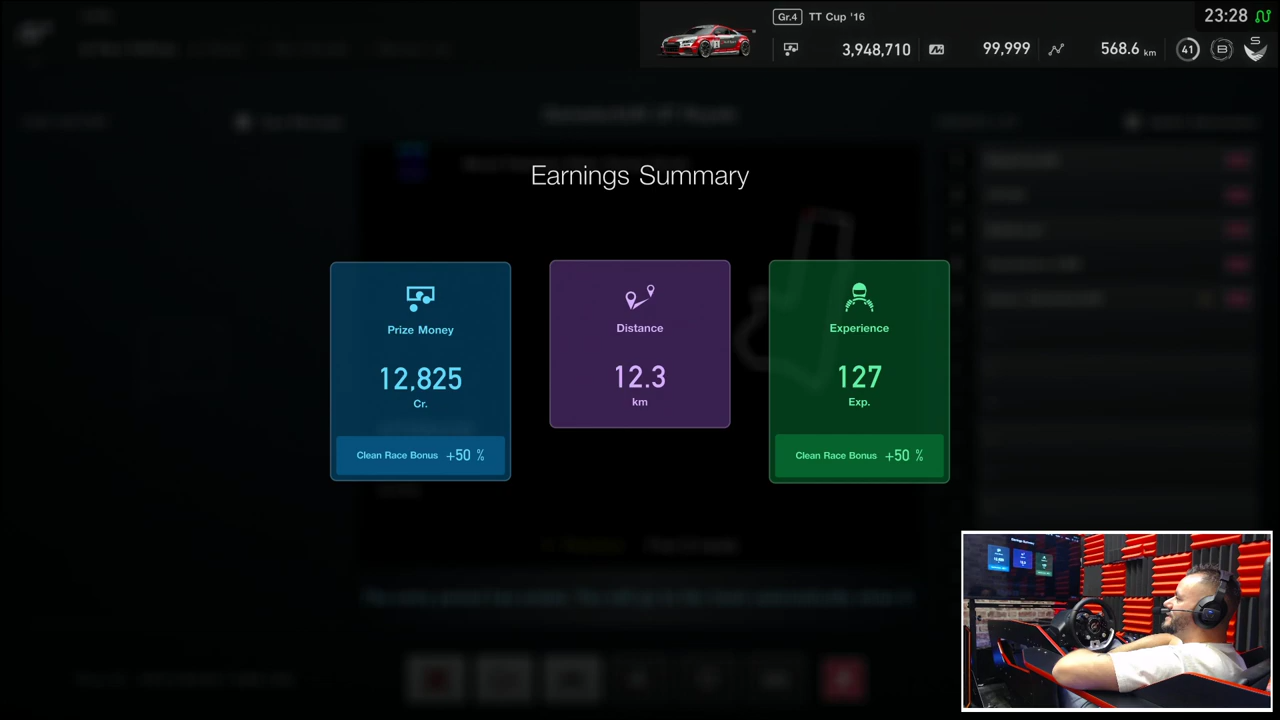 Gr.4 TT Cup '16
23:28
3,948,710 99,999 568.6 km 41 B S
Earnings Summary
Prize Money
12,825
Cr.
Clean Race Bonus +50 %
Distance
12.3
km
Experience
127
Exp.
Clean Race Bonus +50 %